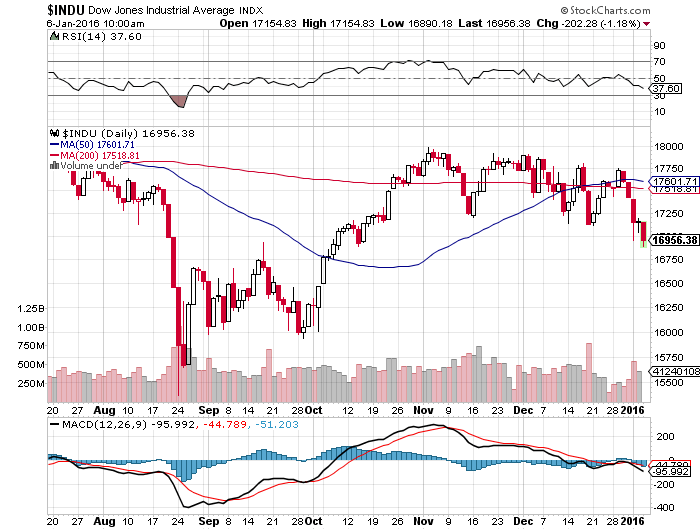 $INDU Dow Jones Industrial Average INDX © StockCharts.com
6-Jan-2016 10:00am Open 17154.83 High 17154.83 Low 16890.18 Last 16956.38 Chg -202.28 (-1.18%)
RSI(14) 37.60
90
70
50
37.60
30
10
$INDU (Daily) 16956.38
MA(50) 17601.71
MA(200) 17518.81
Volume undef
18000
17750
17601.71
17518.81
17250
16956.38
16750
16500
16250
16000
15750
15500
1.25B
1.00B
750M
500M
250M
41240108
20 27 Aug 10 17 24 Sep 8 14 21 28 Oct 12 19 26 Nov 9 16 23 Dec 7 14 21 28 2016
MACD(12,26,9) -95.992, -44.789, -51.203
200
0
-44.789
-95.992
-200
-400
20 27 Aug 10 17 24 Sep 8 14 21 28 Oct 12 19 26 Nov 9 16 23 Dec 7 14 21 28 2016